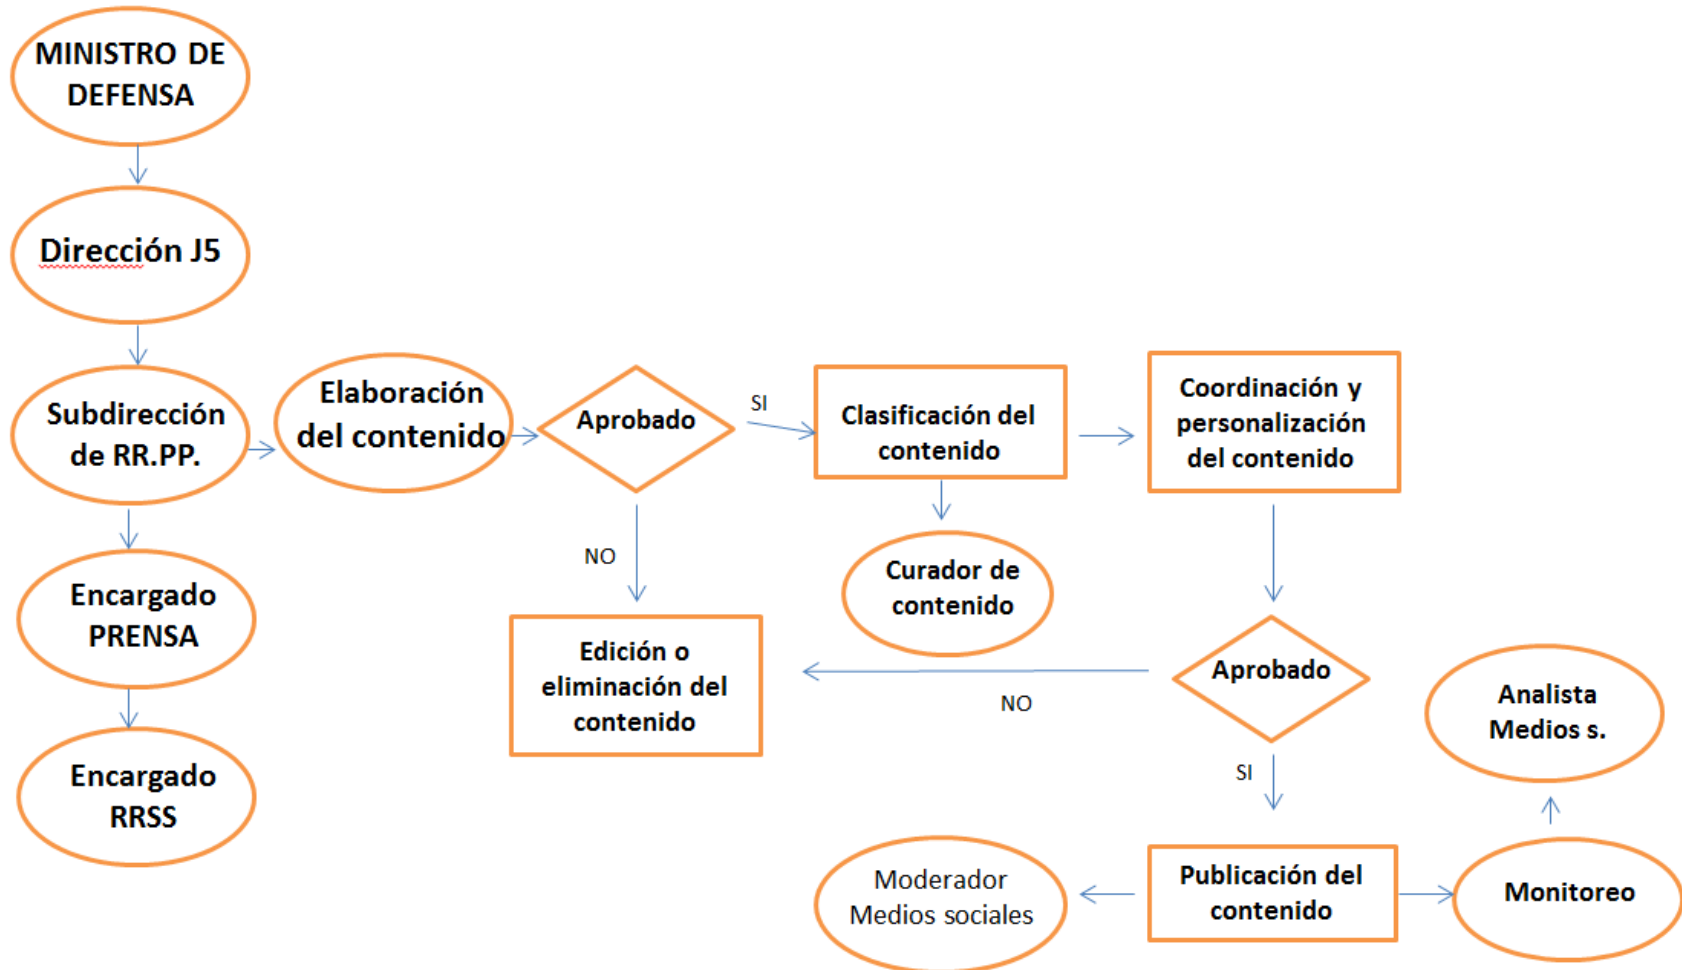 MINISTRO DE
DEFENSA
Dirección J5
Subdirección
de RR.PP.
Encargado
PRENSA
Encargado
RRSS
Elaboración
del contenido
Aprobado
SI
NO
Edición o
eliminación del
contenido
Clasificación del
contenido
Curador de
contenido
Coordinación y
personalización
del contenido
Aprobado
NO
SI
Publicación del
contenido
Moderador
Medios sociales
Monitoreo
Analista
Medios s.